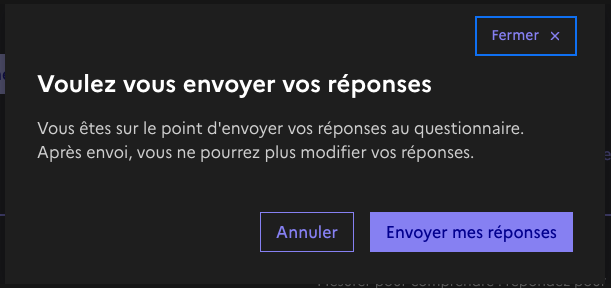 Fermer ×
Voulez vous envoyer vos réponses
Vous êtes sur le point d'envoyer vos réponses au questionnaire.
Après envoi, vous ne pourrez plus modifier vos réponses.
Annuler
Envoyer mes réponses